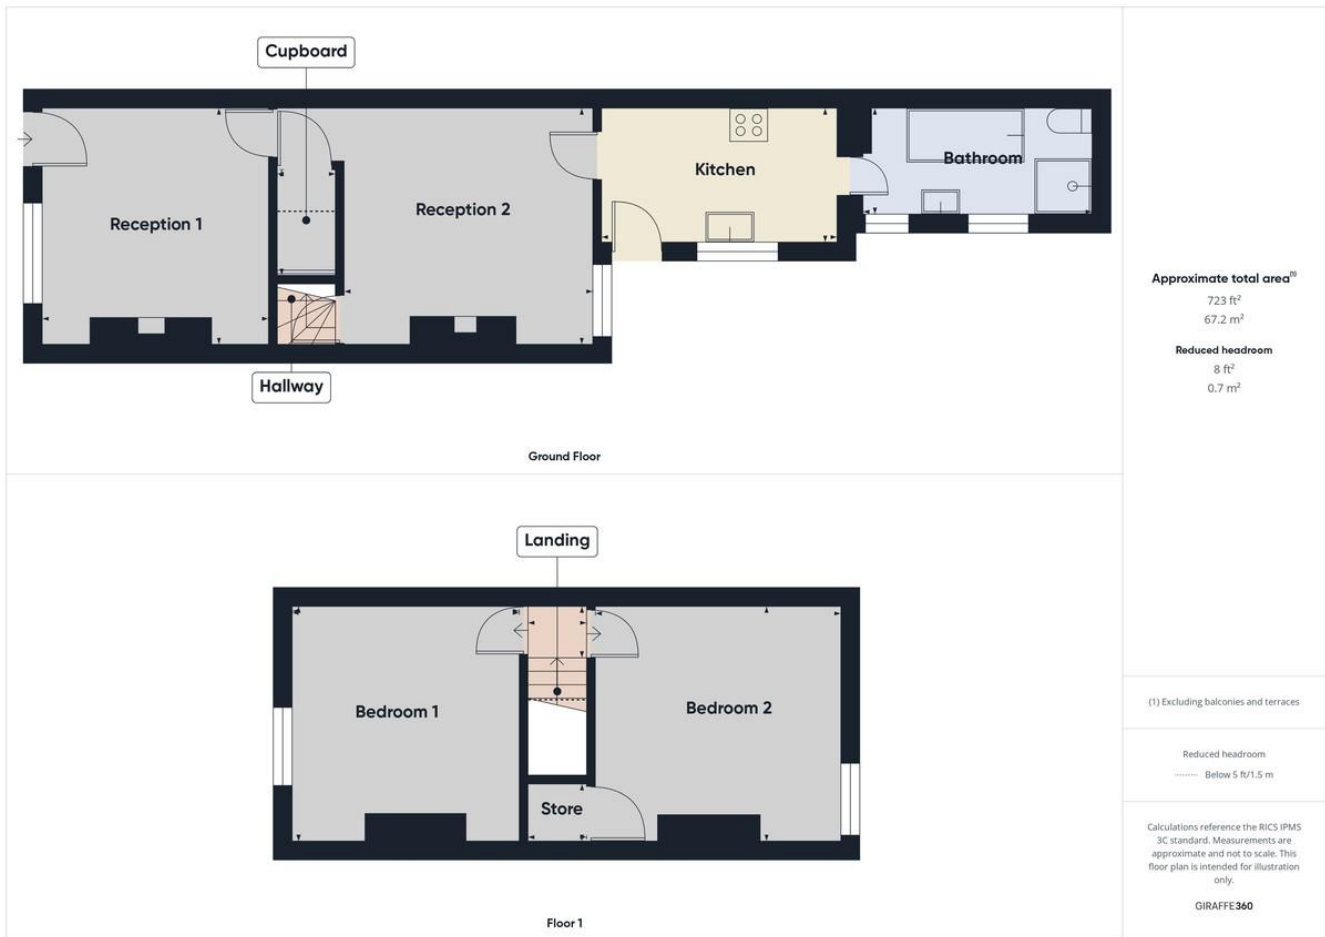 Cupboard
Reception 1
Reception 2
Kitchen
Bathroom
Hallway
Ground Floor
Landing
Bedroom 1
Bedroom 2
Store
Floor 1
Approximate total area(1)
723 ft²
67.2 m²
Reduced headroom
8 ft²
0.7 m²
(1) Excluding balconies and terraces
Reduced headroom
Below 5 ft/1.5 m
Calculations reference the RICS IPMS
3C standard. Measurements are
approximate and not to scale. This
floor plan is intended for illustration
only.
GIRAFFE360